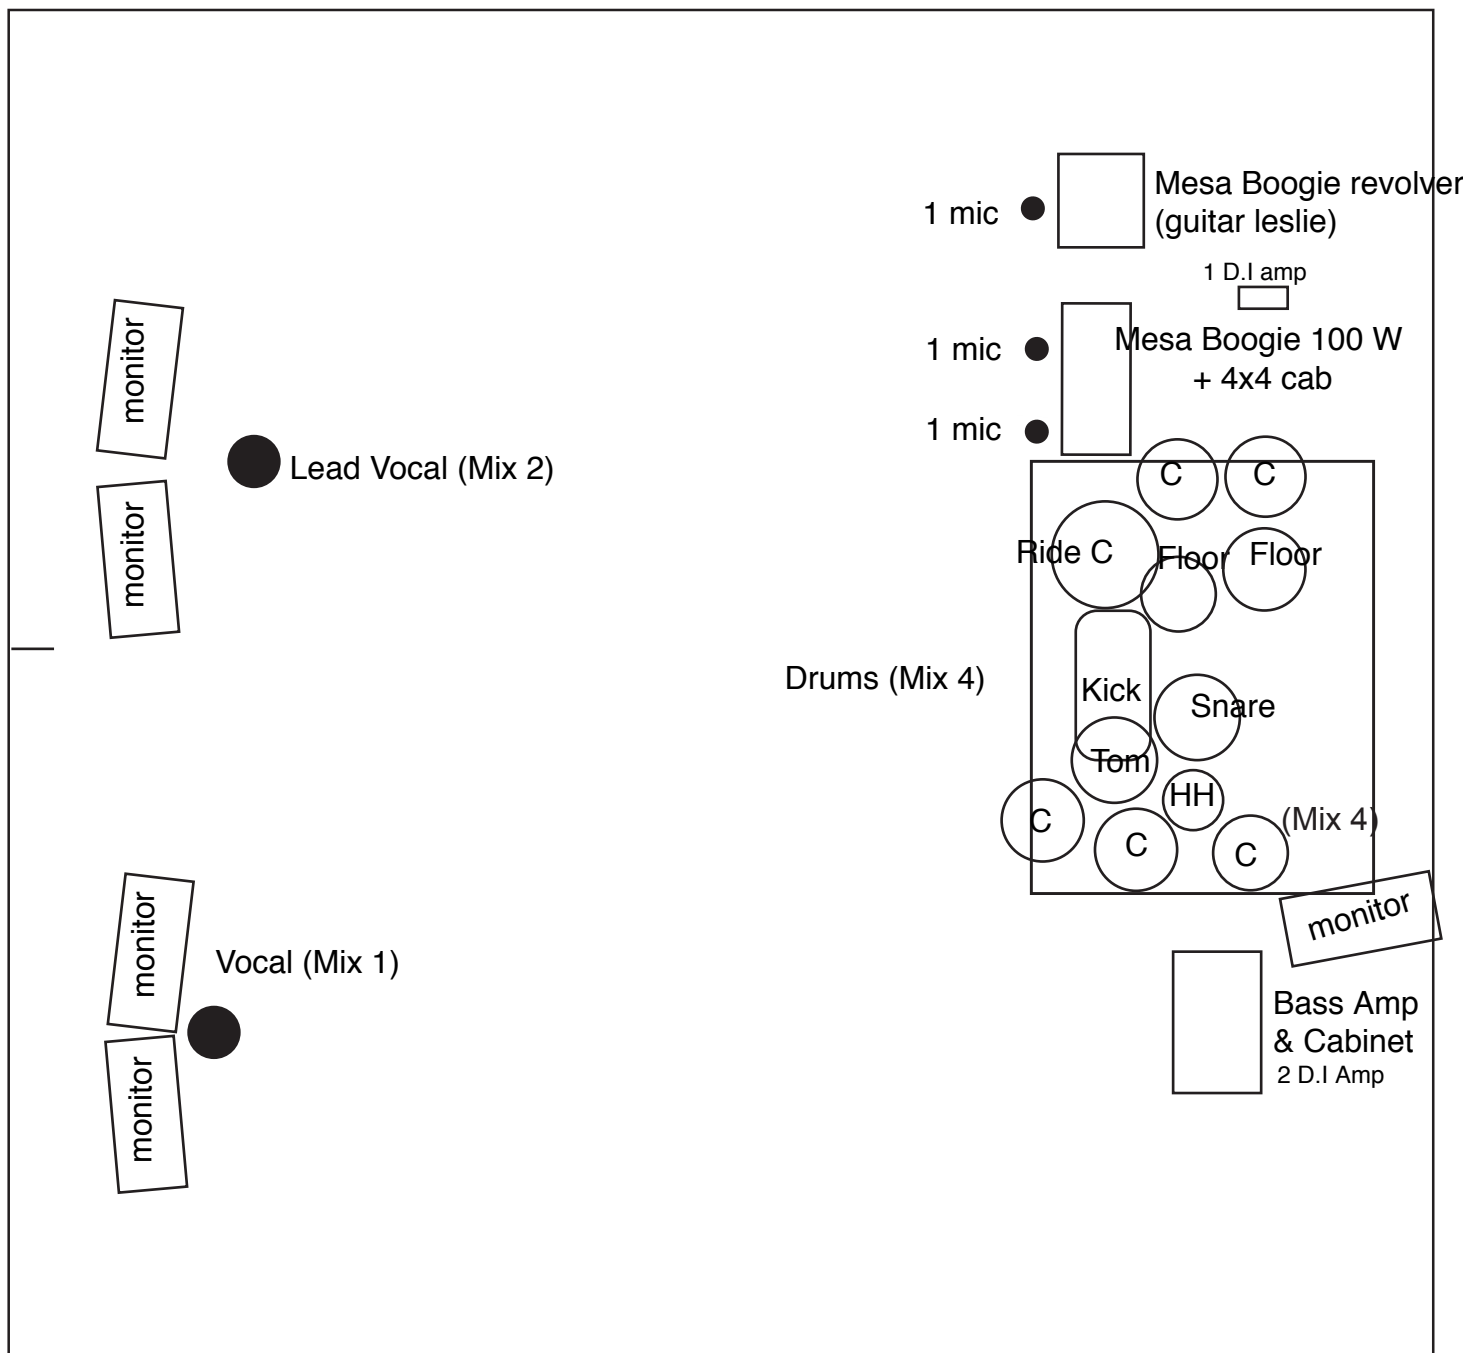 Mesa Boogie revolver
(guitar leslie)
1 mic
1 D.I amp
monitor
1 mic
Mesa Boogie 100 W
+ 4x4 cab
1 mic
Lead Vocal (Mix 2)
C
C
monitor
Ride C
Floor
Floor
Drums (Mix 4)
Kick
Snare
Tom
HH
C
C
C
(Mix 4)
monitor
monitor
Vocal (Mix 1)
Bass Amp
& Cabinet
2 D.I Amp
monitor